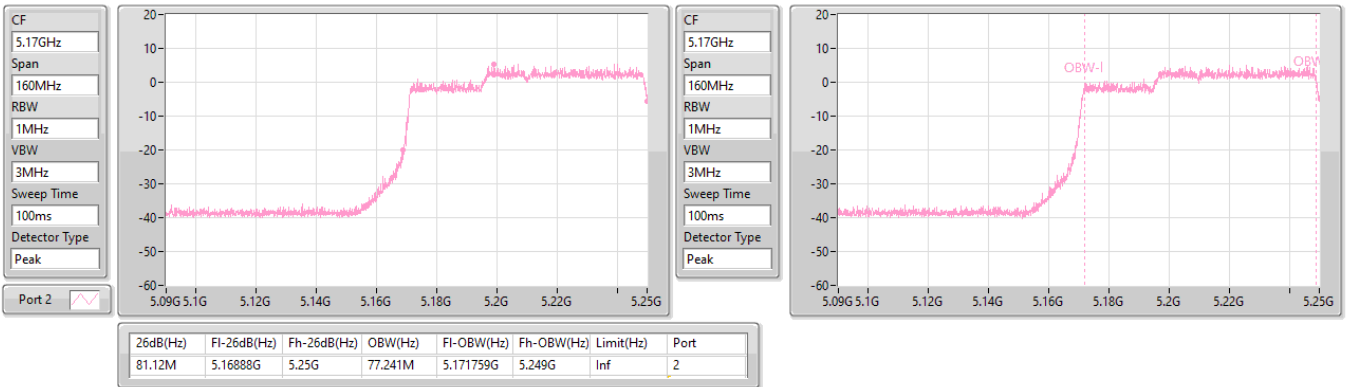 CF
5.17GHz
Span
160MHz
RBW
1MHz
VBW
3MHz
Sweep Time
100ms
Detector Type
Peak
Port 2
20
10
0
-10
-20
-30
-40
-50
-60
5.09G 5.1G 5.12G 5.14G 5.16G 5.18G 5.2G 5.22G 5.25G
CF
5.17GHz
Span
160MHz
RBW
1MHz
VBW
3MHz
Sweep Time
100ms
Detector Type
Peak
20
10
0
-10
-20
-30
-40
-50
-60
OBW-l
OBW
5.09G 5.1G 5.12G 5.14G 5.16G 5.18G 5.2G 5.22G 5.25G
26dB(Hz) Fl-26dB(Hz) Fh-26dB(Hz) OBW(Hz) Fl-OBW(Hz) Fh-OBW(Hz) Limit(Hz) Port
81.12M 5.16888G 5.25G 77.241M 5.171759G 5.249G Inf 2